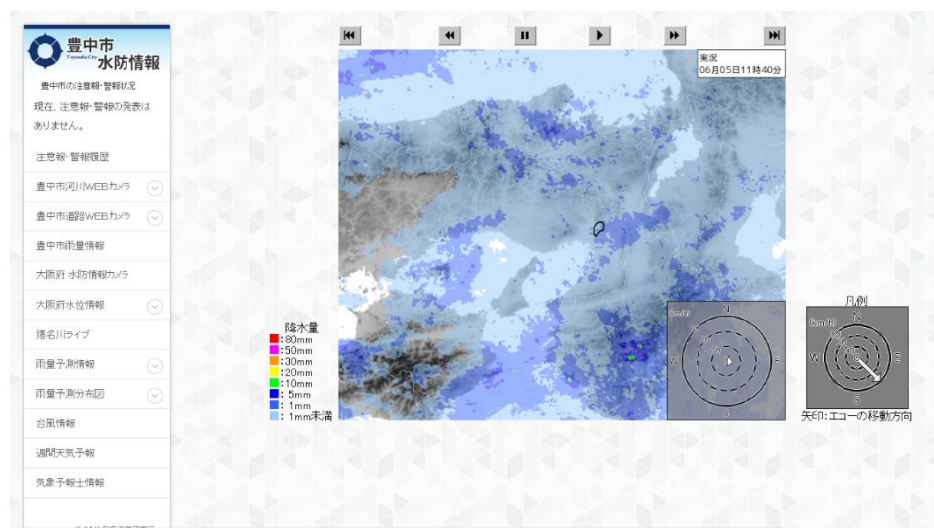 豊中市
Toyonaka City
水防情報
豊中市の注意報・警報状況
現在、注意報・警報の発表は
ありません。
注意報・警報履歴
豊中市河川WEBカメラ
豊中市道路WEBカメラ
豊中市雨量情報
大阪府 水防情報カメラ
大阪府水位情報
猪名川ライブ
雨量予測情報
雨量予測分布図
台風情報
週間天気予報
気象予報士情報
実況
06月05日11時40分
降水量
:80mm
:50mm
:30mm
:20mm
:10mm
: 5mm
: 1mm
: 1mm未満
(km/h)
N
W
E
S
凡例
(km/h)
N
W
E
S
矢印:エコーの移動方向